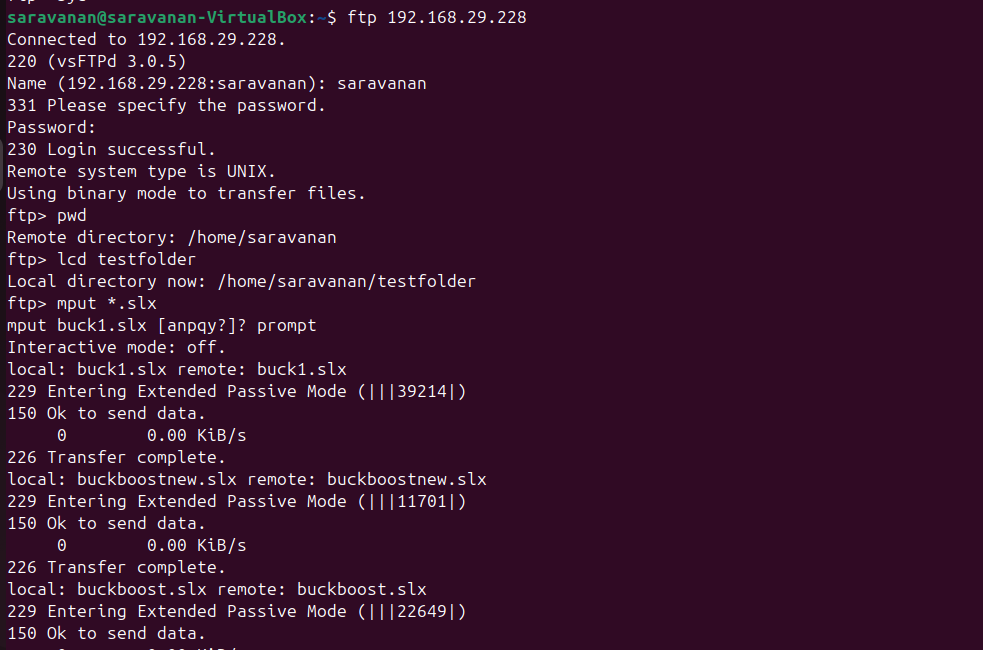 saravanan@saravanan-VirtualBox:~$ ftp 192.168.29.228
Connected to 192.168.29.228.
220 (vsFTPd 3.0.5)
Name (192.168.29.228:saravanan): saravanan
331 Please specify the password.
Password:
230 Login successful.
Remote system type is UNIX.
Using binary mode to transfer files.
ftp> pwd
Remote directory: /home/saravanan
ftp> lcd testfolder
Local directory now: /home/saravanan/testfolder
ftp> mput *.slx
mput buck1.slx [anpqy?]? prompt
Interactive mode: off.
local: buck1.slx remote: buck1.slx
229 Entering Extended Passive Mode (|||39214|)
150 Ok to send data.
     0        0.00 KiB/s
226 Transfer complete.
local: buckboostnew.slx remote: buckboostnew.slx
229 Entering Extended Passive Mode (|||11701|)
150 Ok to send data.
     0        0.00 KiB/s
226 Transfer complete.
local: buckboost.slx remote: buckboost.slx
229 Entering Extended Passive Mode (|||22649|)
150 Ok to send data.